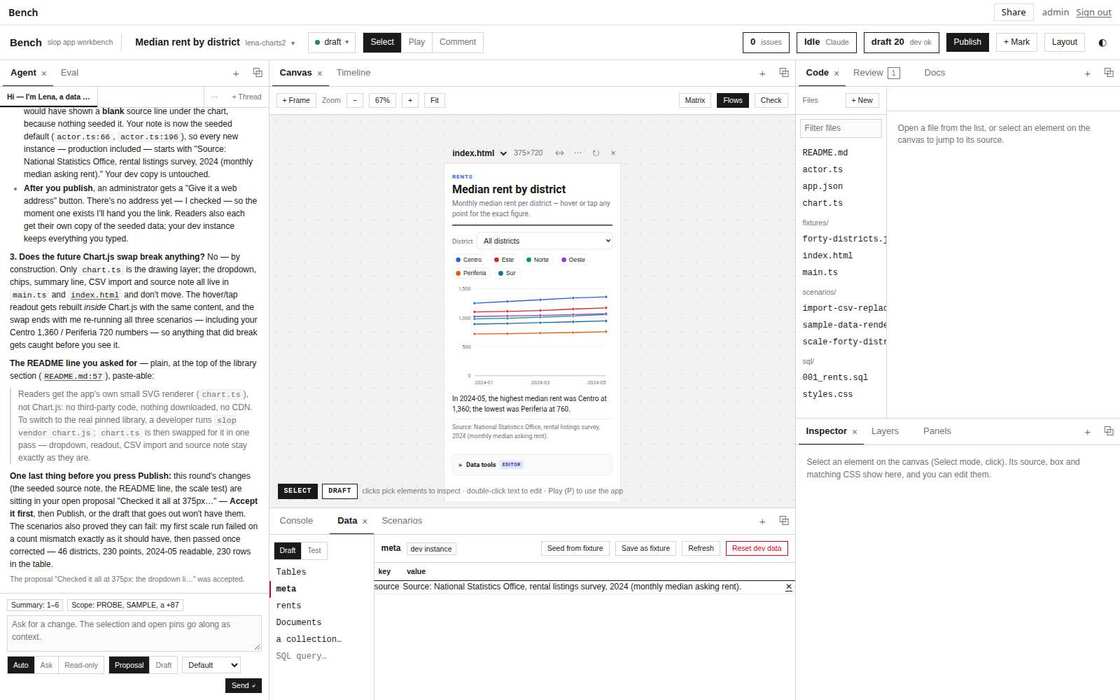 Bench
Share admin Sign out
Bench slop app workbench Median rent by district lena-charts2 draft Select Play Comment 0 issues Idle Claude draft 20 dev ok Publish + Mark Layout
Agent × Eval +
Hi — I'm Lena, a data … ··· + Thread
would have shown a blank source line under the chart,
because nothing seeded it. Your note is now the seeded
default ( actor.ts:66 , actor.ts:196 ), so every new
instance — production included — starts with "Source:
National Statistics Office, rental listings survey, 2024 (monthly
median asking rent)." Your dev copy is untouched.
• After you publish, an administrator gets a "Give it a web
address" button. There's no address yet — I checked — so the
moment one exists I'll hand you the link. Readers also each
get their own copy of the seeded data; your dev instance
keeps everything you typed.
3. Does the future Chart.js swap break anything? No — by
construction. Only chart.ts is the drawing layer; the dropdown,
chips, summary line, CSV import and source note all live in
main.ts and index.html and don't move. The hover/tap
readout gets rebuilt inside Chart.js with the same content, and the
swap ends with me re-running all three scenarios — including your
Centro 1,360 / Periferia 720 numbers — so anything that did break
gets caught before you see it.
The README line you asked for — plain, at the top of the library
section ( README.md:57 ), paste-able:
Readers get the app's own small SVG renderer ( chart.ts ),
not Chart.js: no third-party code, nothing downloaded, no CDN.
To switch to the real pinned library, a developer runs slop
vendor chart.js ; chart.ts is then swapped for it in one
pass — dropdown, readout, CSV import and source note stay
exactly as they are.
One last thing before you press Publish: this round's changes
(the seeded source note, the README line, the scale test) are
sitting in your open proposal "Checked it all at 375px…" — Accept
it first, then Publish, or the draft that goes out won't have them.
The scenarios also proved they can fail: my first scale run failed on
a count mismatch exactly as it should have, then passed once
corrected — 46 districts, 230 points, 2024-05 readable, 230 rows
in the table.
The proposal "Checked it all at 375px: the dropdown li…" was accepted.
Summary: 1–6 Scope: PROBE, SAMPLE, a +87
Ask for a change. The selection and open pins go along as
context.
Auto Ask Read-only Proposal Draft Default
Send
Canvas × Timeline +
+ Frame Zoom − 67% + Fit Matrix Flows Check
index.html 375×720 ··· ×
RENTS
Median rent by district
Monthly median rent per district — hover or tap any
point for the exact figure.
District All districts
Centro Este Norte Oeste
Periferia Sur
1,500
1,000
500
0
2024-01 2024-03 2024-05
In 2024-05, the highest median rent was Centro at
1,360; the lowest was Periferia at 760.
Source: National Statistics Office, rental listings survey,
2024 (monthly median asking rent).
▸ Data tools EDITOR
SELECT DRAFT clicks pick elements to inspect · double-click text to edit · Play (P) to use the app
Console Data × Scenarios +
Draft Test
Tables
meta
rents
Documents
a collection…
SQL query…
meta dev instance Seed from fixture Save as fixture Refresh Reset dev data
key value
source Source: National Statistics Office, rental listings survey, 2024 (monthly median asking rent). ✕
Code × Review 1 Docs +
Files + New
Filter files
README.md
actor.ts
app.json
chart.ts
fixtures/
forty-districts.j
index.html
main.ts
scenarios/
import-csv-replac
sample-data-rende
scale-forty-distr
sql/
001_rents.sql
styles.css
Open a file from the list, or select an element on the
canvas to jump to its source.
Inspector × Layers Panels +
Select an element on the canvas (Select mode, click). Its source, box and
matching CSS show here, and you can edit them.